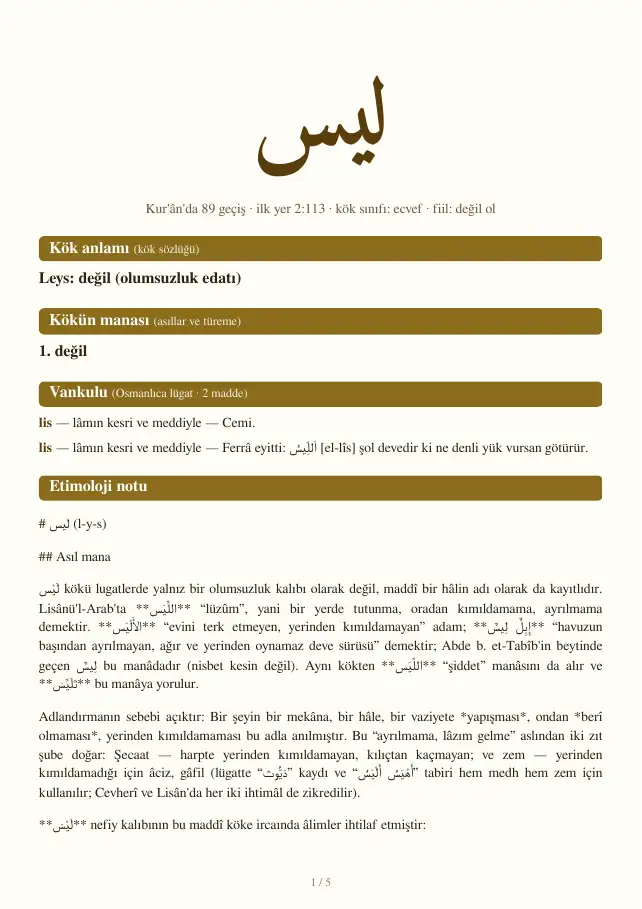 ليس
Kur'ân'da 89 geçiş · ilk yer 2:113 · kök sınıfı: ecvef · fiil: değil ol
Kök anlamı (kök sözlüğü)
Leys: değil (olumsuzluk edatı)
Kökün manası (asıllar ve türeme)
1. değil
Vankulu (Osmanlıca lügat · 2 madde)
lis — lâmın kesri ve meddiyle — Cemi.
lis — lâmın kesri ve meddiyle — Ferrâ eyitti: اَللِّيسُ [el-lîs] şol devedir ki ne denli yük vursan götürür.
Etimoloji notu
# ليس (l-y-s)
## Asıl mana
لَيْس kökü lugatlerde yalnız bir olumsuzluk kalıbı olarak değil, maddî bir hâlin adı olarak da kayıtlıdır.
Lisânü'l-Arab'ta **اللَّيَس** “lüzûm”, yani bir yerde tutunma, oradan kımıldamama, ayrılmama
demektir. **الأَلْيَس** “evini terk etmeyen, yerinden kımıldamayan” adam; **إِبِلٌ لِيسٌ** “havuzun
başından ayrılmayan, ağır ve yerinden oynamaz deve sürüsü” demektir; Abde b. et-Tabîb'in beytinde
geçen لِيسٌ bu manâdadır (nisbet kesin değil). Aynı kökten **اللَّيَس** “şiddet” manâsını da alır ve
**تَلَيَّسَ** bu manâya yorulur.
Adlandırmanın sebebi açıktır: Bir şeyin bir mekâna, bir hâle, bir vaziyete *yapışması*, ondan *berî
olmaması*, yerinden kımıldamaması bu adla anılmıştır. Bu “ayrılmama, lâzım gelme” aslından iki zıt
şube doğar: Şecaat — harpte yerinden kımıldamayan, kılıçtan kaçmayan; ve zem — yerinden
kımıldamadığı için âciz, gâfil (lügatte “دَيُّوث” kaydı ve “أَهْيَسُ أَلْيَسُ” tabiri hem medh hem zem için
kullanılır; Cevherî ve Lisân'da her iki ihtimâl de zikredilir).
**لَيْسَ** nefiy kalıbının bu maddî köke ircaında âlimler ihtilaf etmiştir:
1 / 5